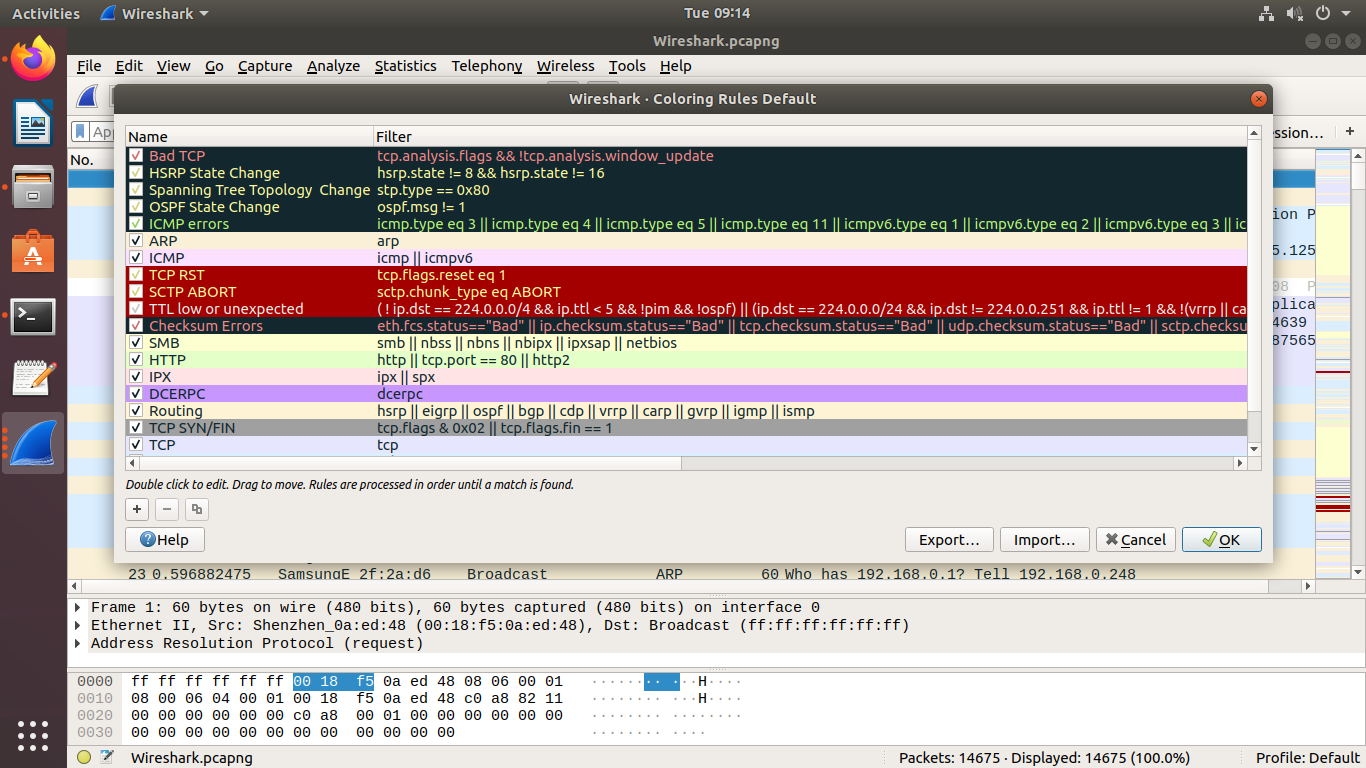 Activities Wireshark Tue 09:14
Wireshark.pcapng
File Edit View Go Capture Analyze Statistics Telephony Wireless Tools Help
Wireshark · Coloring Rules Default
App ssion… +
Name Filter
No.
Bad TCP tcp.analysis.flags && !tcp.analysis.window_update
HSRP State Change hsrp.state != 8 && hsrp.state != 16
Spanning Tree Topology Change stp.type == 0x80
OSPF State Change ospf.msg != 1
ion P
ICMP errors icmp.type eq 3 || icmp.type eq 4 || icmp.type eq 5 || icmp.type eq 11 || icmpv6.type eq 1 || icmpv6.type eq 2 || icmpv6.type eq 3 || ic
ARP arp
5.125
ICMP icmp || icmpv6
TCP RST tcp.flags.reset eq 1
08 P
SCTP ABORT sctp.chunk_type eq ABORT
TTL low or unexpected ( ! ip.dst == 224.0.0.0/4 && ip.ttl < 5 && !pim && !ospf) || (ip.dst == 224.0.0.0/24 && ip.dst != 224.0.0.251 && ip.ttl != 1 && !(vrrp || ca
plica
Checksum Errors eth.fcs.status=="Bad" || ip.checksum.status=="Bad" || tcp.checksum.status=="Bad" || udp.checksum.status=="Bad" || sctp.checksu
4639
SMB smb || nbss || nbns || nbipx || ipxsap || netbios
87565
HTTP http || tcp.port == 80 || http2
IPX ipx || spx
DCERPC dcerpc
Routing hsrp || eigrp || ospf || bgp || cdp || vrrp || carp || gvrp || igmp || ismp
TCP SYN/FIN tcp.flags & 0x02 || tcp.flags.fin == 1
TCP tcp
Double click to edit. Drag to move. Rules are processed in order until a match is found.
Help Export… Import… Cancel OK
23 0.596882475 SamsungE_2f:2a:d6 Broadcast ARP 60 Who has 192.168.0.1? Tell 192.168.0.248
Frame 1: 60 bytes on wire (480 bits), 60 bytes captured (480 bits) on interface 0
Ethernet II, Src: Shenzhen_0a:ed:48 (00:18:f5:0a:ed:48), Dst: Broadcast (ff:ff:ff:ff:ff:ff)
Address Resolution Protocol (request)
0000 ff ff ff ff ff ff 00 18 f5 0a ed 48 08 06 00 01 ········ ···H····
0010 08 00 06 04 00 01 00 18 f5 0a ed 48 c0 a8 82 11 ········ ···H····
0020 00 00 00 00 00 00 c0 a8 00 01 00 00 00 00 00 00 ········ ········
0030 00 00 00 00 00 00 00 00 00 00 00 00 ········ ····
Wireshark.pcapng Packets: 14675 · Displayed: 14675 (100.0%) Profile: Default